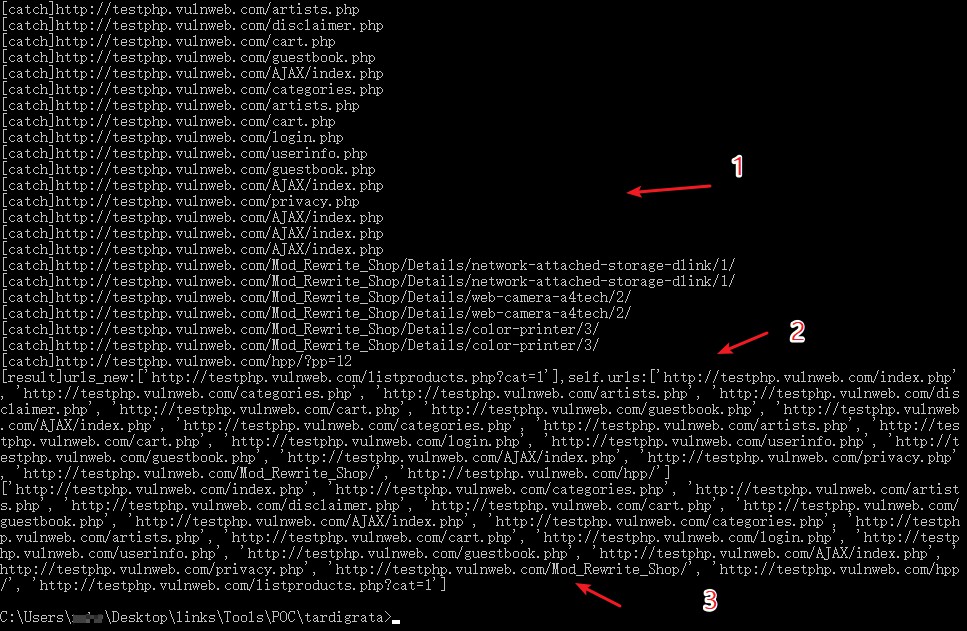 [catch]http://testphp.vulnweb.com/artists.php
[catch]http://testphp.vulnweb.com/disclaimer.php
[catch]http://testphp.vulnweb.com/cart.php
[catch]http://testphp.vulnweb.com/guestbook.php
[catch]http://testphp.vulnweb.com/AJAX/index.php
[catch]http://testphp.vulnweb.com/categories.php
[catch]http://testphp.vulnweb.com/artists.php
[catch]http://testphp.vulnweb.com/cart.php
[catch]http://testphp.vulnweb.com/login.php
[catch]http://testphp.vulnweb.com/userinfo.php
[catch]http://testphp.vulnweb.com/guestbook.php
1
[catch]http://testphp.vulnweb.com/AJAX/index.php
[catch]http://testphp.vulnweb.com/privacy.php
[catch]http://testphp.vulnweb.com/AJAX/index.php
[catch]http://testphp.vulnweb.com/AJAX/index.php
[catch]http://testphp.vulnweb.com/AJAX/index.php
[catch]http://testphp.vulnweb.com/Mod_Rewrite_Shop/Details/network-attached-storage-dlink/1/
[catch]http://testphp.vulnweb.com/Mod_Rewrite_Shop/Details/network-attached-storage-dlink/1/
[catch]http://testphp.vulnweb.com/Mod_Rewrite_Shop/Details/web-camera-a4tech/2/
[catch]http://testphp.vulnweb.com/Mod_Rewrite_Shop/Details/web-camera-a4tech/2/
[catch]http://testphp.vulnweb.com/Mod_Rewrite_Shop/Details/color-printer/3/
2
[catch]http://testphp.vulnweb.com/Mod_Rewrite_Shop/Details/color-printer/3/
[catch]http://testphp.vulnweb.com/hpp/?pp=12
[result]urls_new:['http://testphp.vulnweb.com/listproducts.php?cat=1'],self.urls:['http://testphp.vulnweb.com/index.php'
, 'http://testphp.vulnweb.com/categories.php', 'http://testphp.vulnweb.com/artists.php', 'http://testphp.vulnweb.com/dis
claimer.php', 'http://testphp.vulnweb.com/cart.php', 'http://testphp.vulnweb.com/guestbook.php', 'http://testphp.vulnweb
.com/AJAX/index.php', 'http://testphp.vulnweb.com/categories.php', 'http://testphp.vulnweb.com/artists.php', 'http://tes
tphp.vulnweb.com/cart.php', 'http://testphp.vulnweb.com/login.php', 'http://testphp.vulnweb.com/userinfo.php', 'http://t
estphp.vulnweb.com/guestbook.php', 'http://testphp.vulnweb.com/AJAX/index.php', 'http://testphp.vulnweb.com/privacy.php'
, 'http://testphp.vulnweb.com/Mod_Rewrite_Shop/', 'http://testphp.vulnweb.com/hpp/']
['http://testphp.vulnweb.com/index.php', 'http://testphp.vulnweb.com/categories.php', 'http://testphp.vulnweb.com/artist
s.php', 'http://testphp.vulnweb.com/disclaimer.php', 'http://testphp.vulnweb.com/cart.php', 'http://testphp.vulnweb.com/
guestbook.php', 'http://testphp.vulnweb.com/AJAX/index.php', 'http://testphp.vulnweb.com/categories.php', 'http://testph
p.vulnweb.com/artists.php', 'http://testphp.vulnweb.com/cart.php', 'http://testphp.vulnweb.com/login.php', 'http://testp
hp.vulnweb.com/userinfo.php', 'http://testphp.vulnweb.com/guestbook.php', 'http://testphp.vulnweb.com/AJAX/index.php', '
http://testphp.vulnweb.com/privacy.php', 'http://testphp.vulnweb.com/Mod_Rewrite_Shop/', 'http://testphp.vulnweb.com/hpp
/', 'http://testphp.vulnweb.com/listproducts.php?cat=1']
3
C:\Users\ \Desktop\links\Tools\POC\tardigrata>